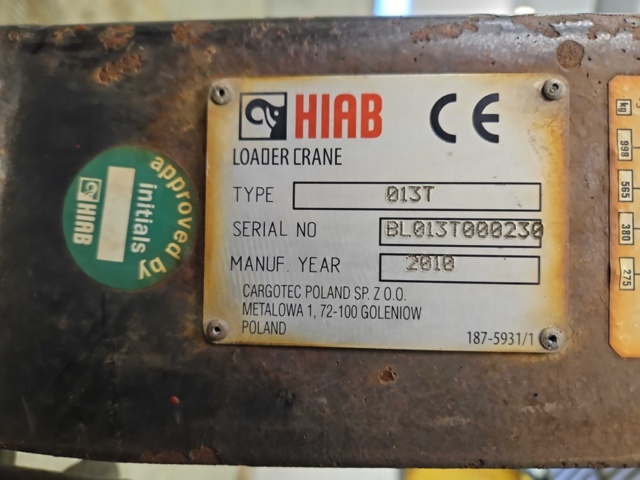 HIAB
CE
LOADER CRANE
TYPE 013T
SERIAL NO BL013T000230
MANUF. YEAR 2010
CARGOTEC POLAND SP. Z O.O.
METALOWA 1, 72-100 GOLENIOW
POLAND
187-5931/1
approved by
initials
HIAB
kg
998
565
380
275